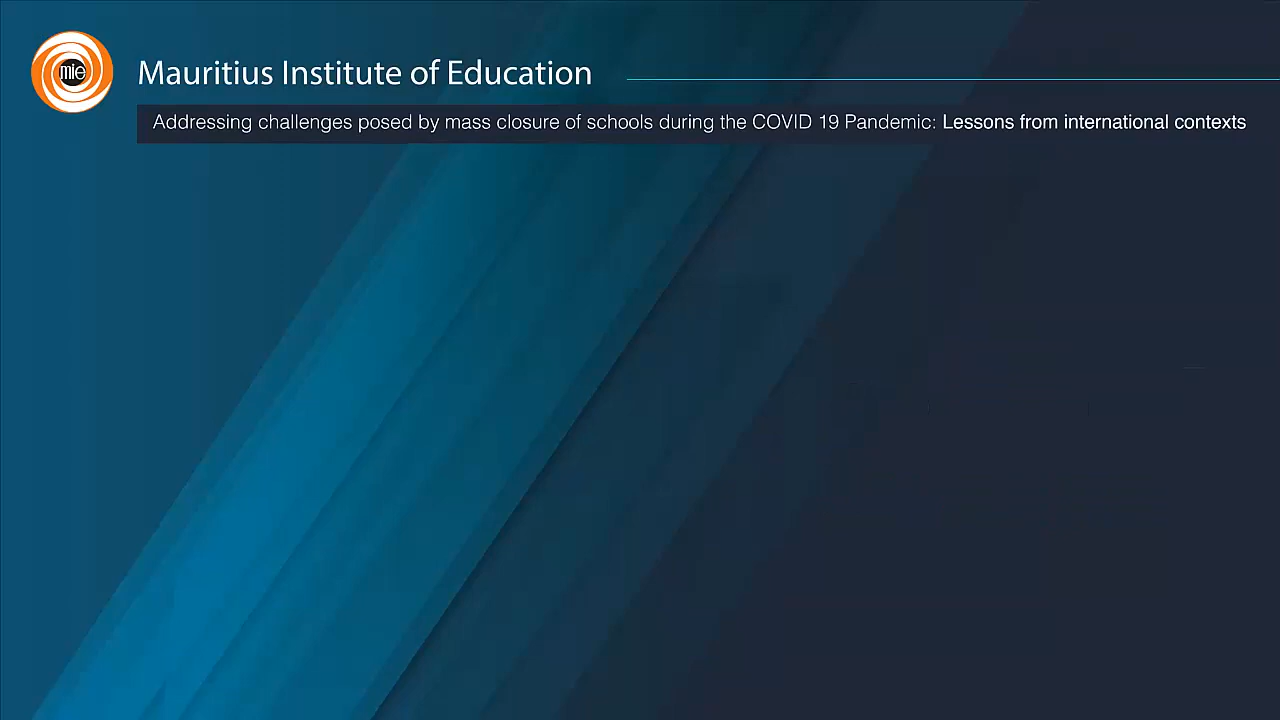 mie
Mauritius Institute of Education
Addressing challenges posed by mass closure of schools during the COVID 19 Pandemic: Lessons from international contexts